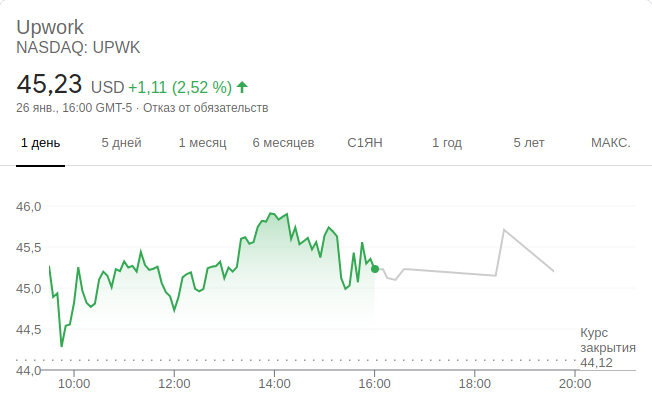 Upwork
NASDAQ: UPWK
45,23 USD +1,11 (2,52 %)
26 янв., 16:00 GMT-5 · Отказ от обязательств
1 день 5 дней 1 месяц 6 месяцев С1ЯН 1 год 5 лет МАКС.
46,0
45,5
45,0
44,5
Курс
закрытия
44,12
44,0
10:00 12:00 14:00 16:00 18:00 20:00